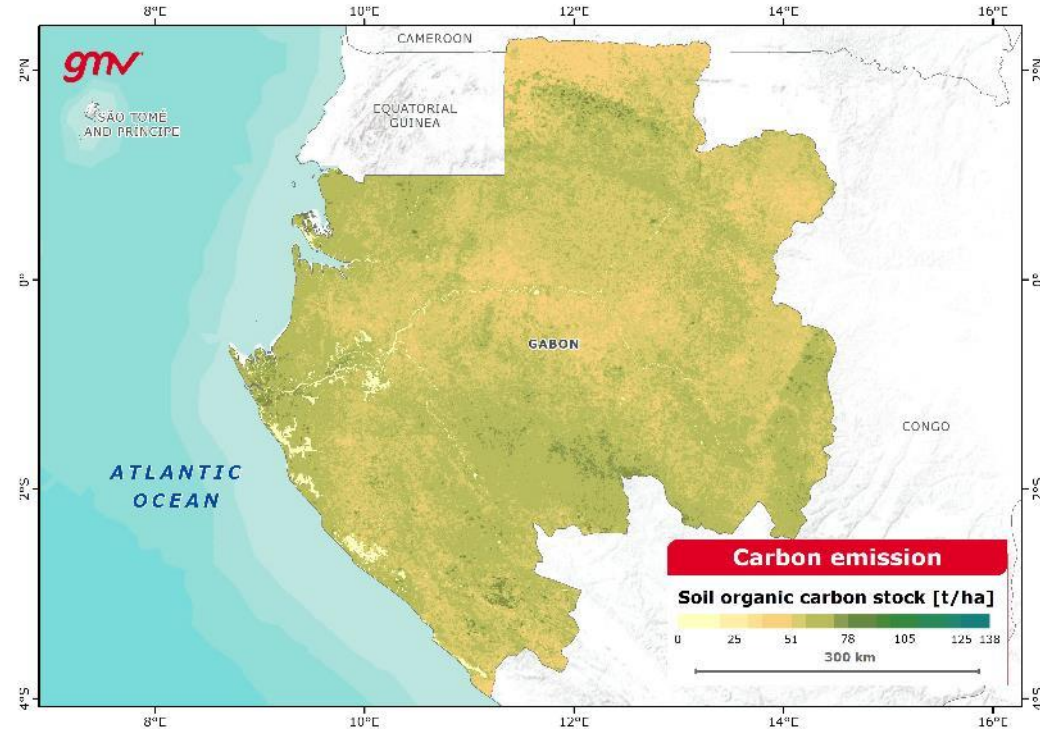 8°E 10°E 12°E 14°E 16°E
gmv
CAMEROON
2°N 2°N
SÃO TOMÉ
AND PRÍNCIPE
EQUATORIAL
GUINEA
0° 0°
GABON
CONGO
ATLANTIC
OCEAN
2°S 2°S
Carbon emission
Soil organic carbon stock [t/ha]
0 25 51 78 105 125 138
300 km
4°S 4°S
8°E 10°E 12°E 14°E 16°E